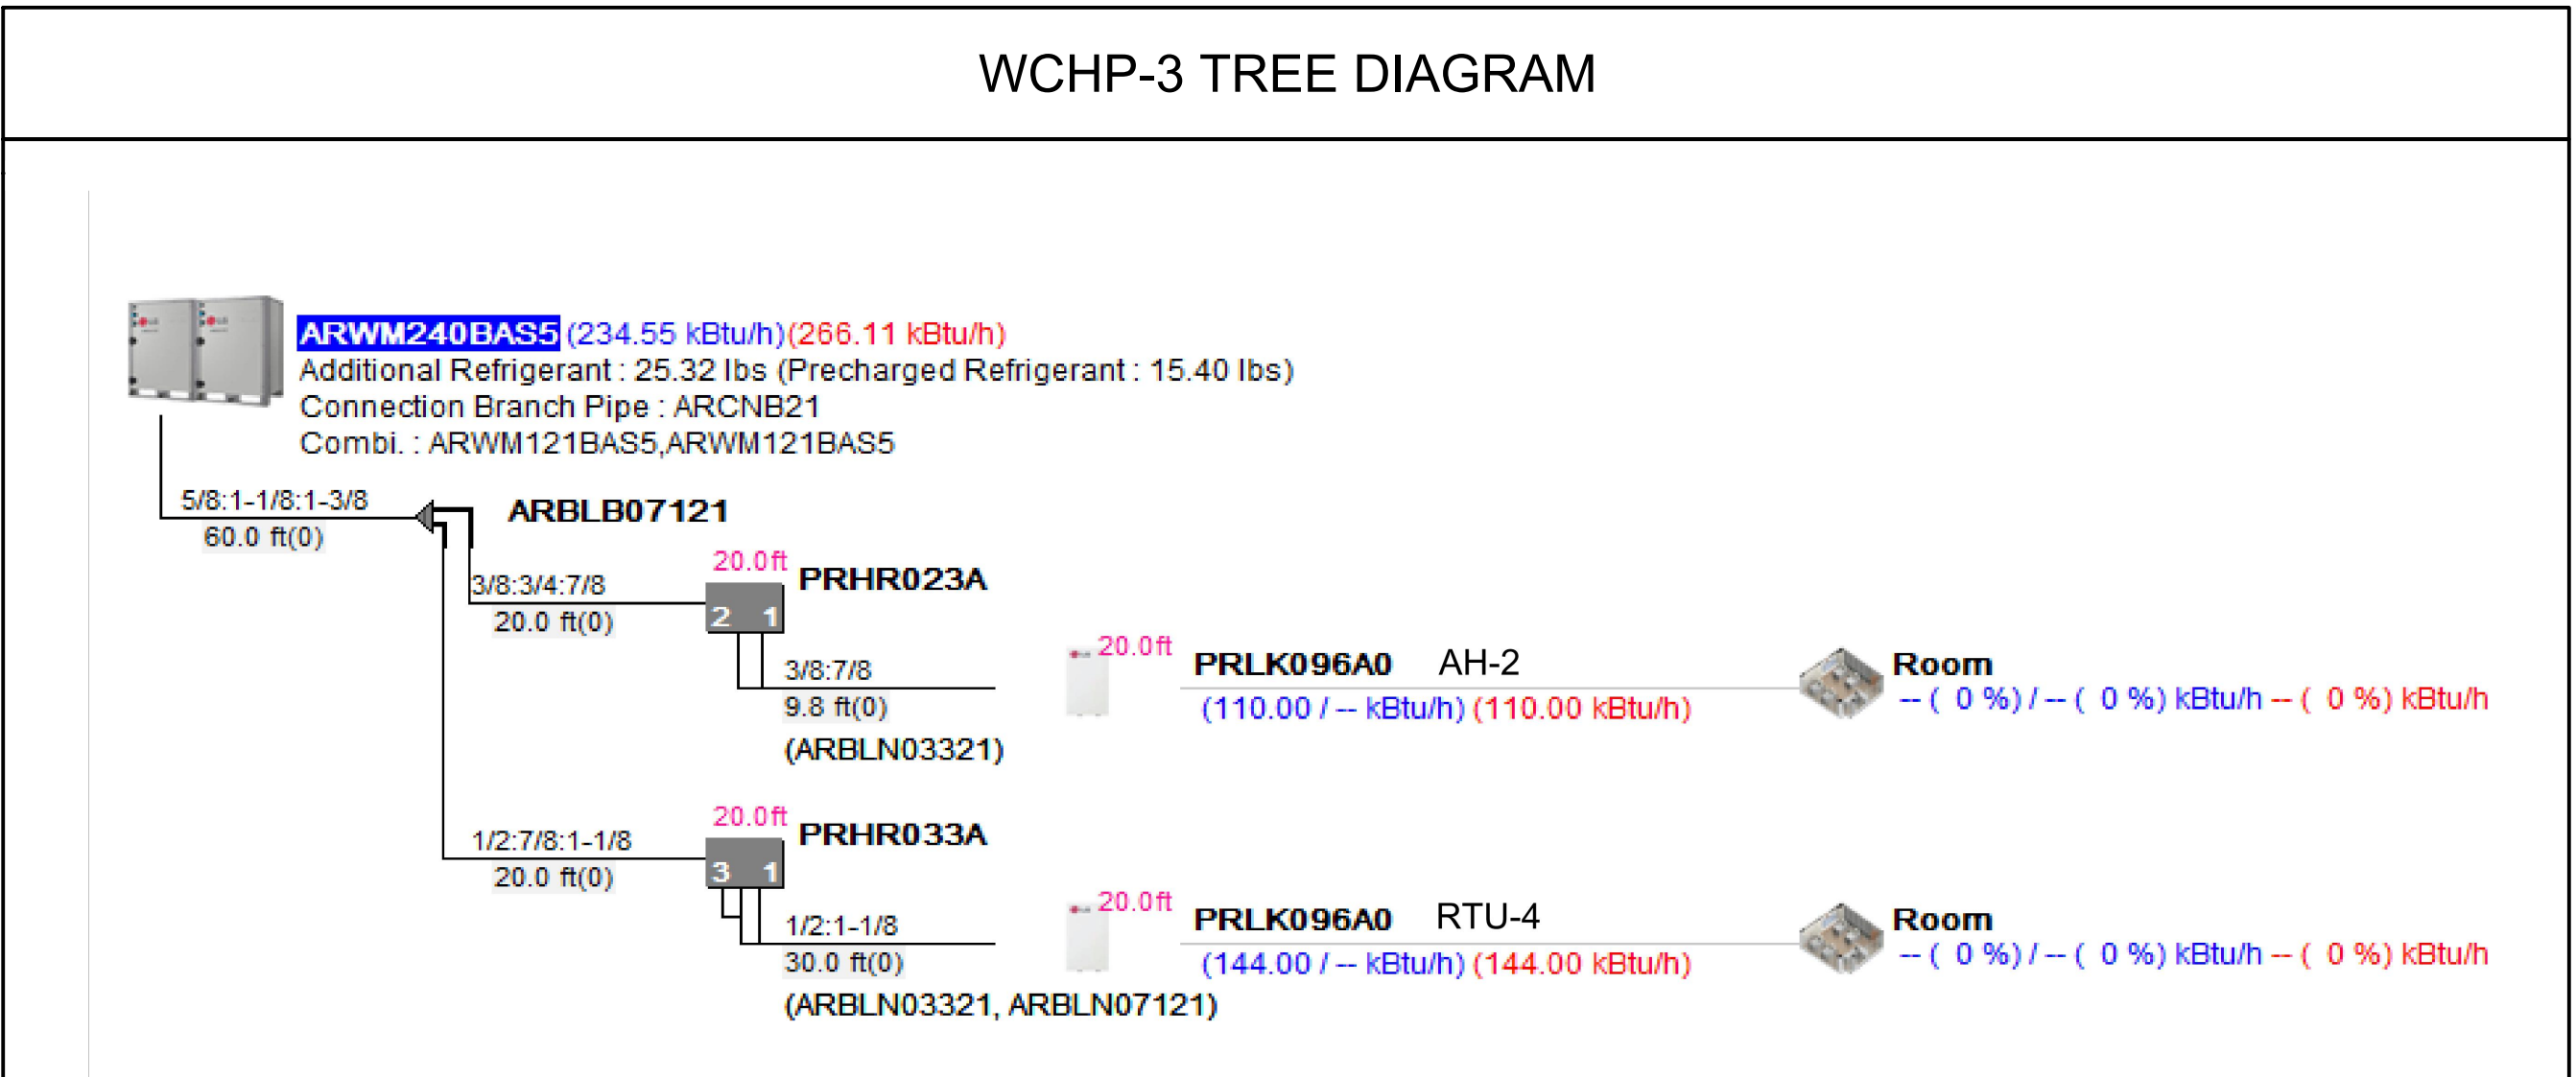 WCHP-3 TREE DIAGRAM
ARWM240BAS5 (234.55 kBtu/h)(266.11 kBtu/h)
Additional Refrigerant : 25.32 lbs (Precharged Refrigerant : 15.40 lbs)
Connection Branch Pipe : ARCNB21
Combi. : ARWM121BAS5,ARWM121BAS5
5/8:1-1/8:1-3/8
60.0 ft(0)
ARBLB07121
3/8:3/4:7/8
20.0 ft(0)
20.0ft
PRHR023A
2 1
3/8:7/8
9.8 ft(0)
(ARBLN03321)
20.0ft
PRLK096A0 AH-2
(110.00 / -- kBtu/h) (110.00 kBtu/h)
Room
-- ( 0 %) / -- ( 0 %) kBtu/h -- ( 0 %) kBtu/h
1/2:7/8:1-1/8
20.0 ft(0)
20.0ft
PRHR033A
3 1
1/2:1-1/8
30.0 ft(0)
(ARBLN03321, ARBLN07121)
20.0ft
PRLK096A0 RTU-4
(144.00 / -- kBtu/h) (144.00 kBtu/h)
Room
-- ( 0 %) / -- ( 0 %) kBtu/h -- ( 0 %) kBtu/h